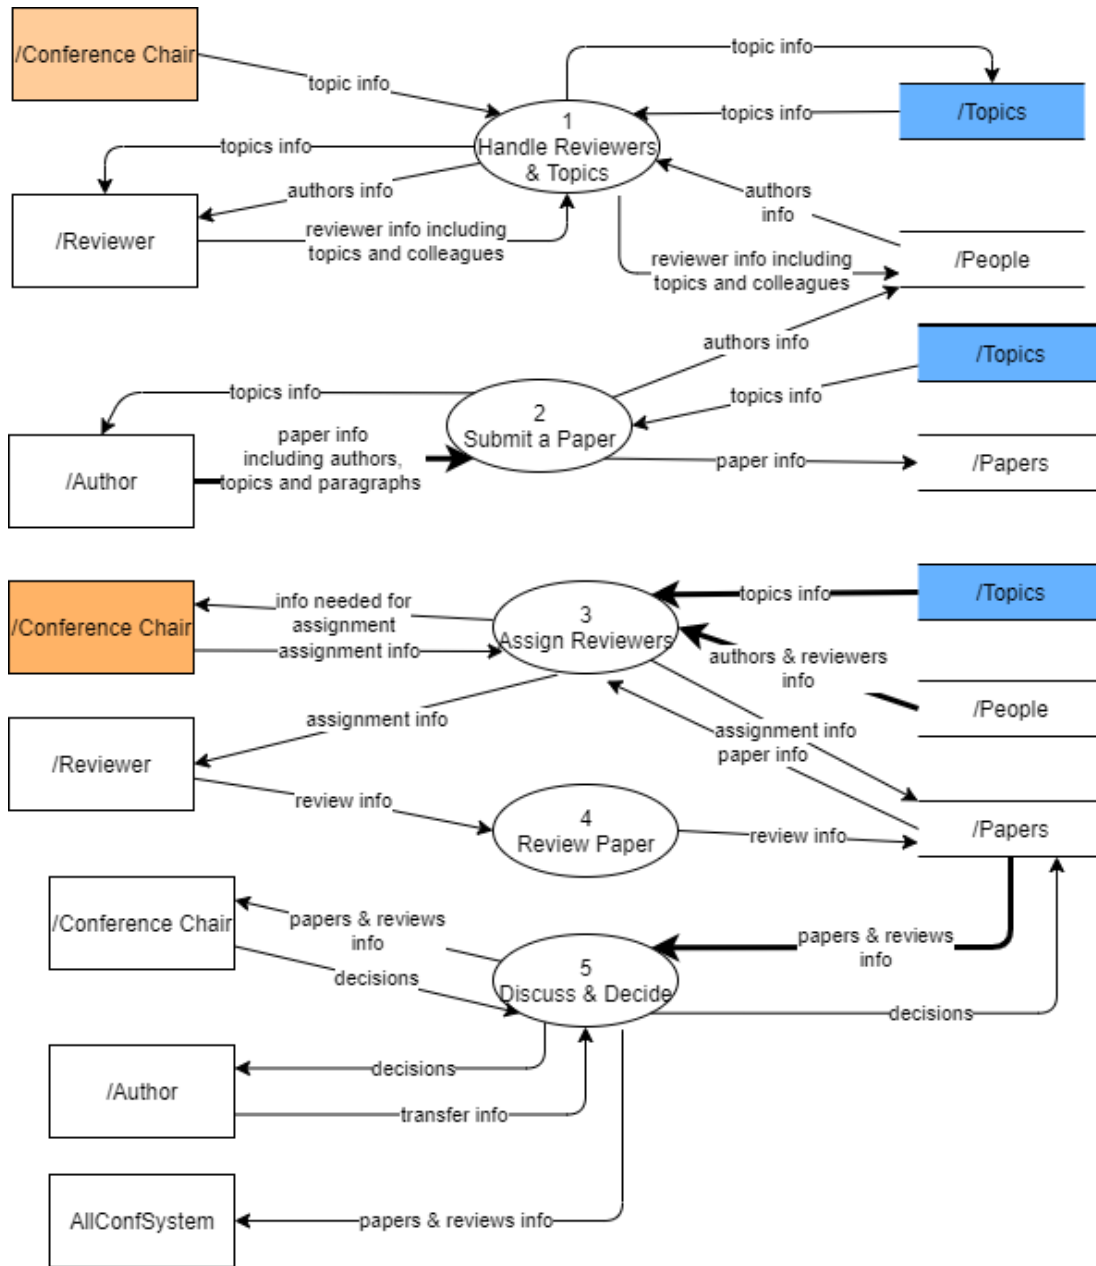 /Conference Chair
topic info
topic info
1
Handle Reviewers
& Topics
topics info
/Topics
topics info
authors info
/Reviewer
reviewer info including
topics and colleagues
authors
info
reviewer info including
topics and colleagues
/People
authors info
/Topics
topics info
topics info
2
Submit a Paper
/Author
paper info
including authors,
topics and paragraphs
paper info
/Papers
/Conference Chair
info needed for
assignment
assignment info
3
Assign Reviewers
topics info
/Topics
authors & reviewers
info
/People
assignment info
/Reviewer
assignment info
paper info
review info
4
Review Paper
review info
/Papers
/Conference Chair
papers & reviews
info
decisions
5
Discuss & Decide
papers & reviews
info
decisions
/Author
decisions
transfer info
AllConfSystem
papers & reviews info